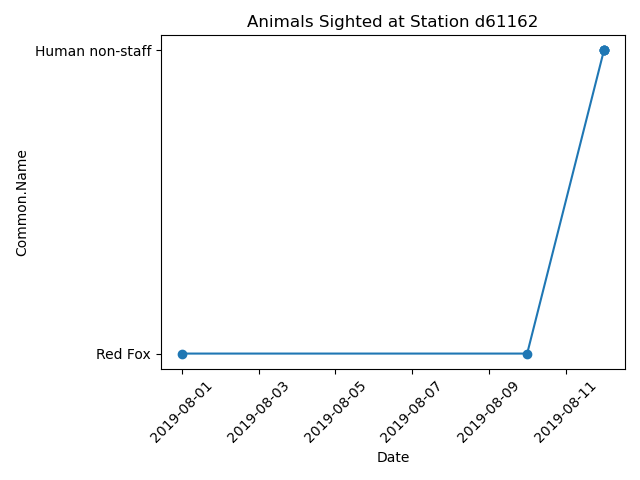 Animals Sighted at Station d61162
Human non-staff
Common.Name
Red Fox
2019-08-01
2019-08-03
2019-08-05
2019-08-07
2019-08-09
2019-08-11
Date